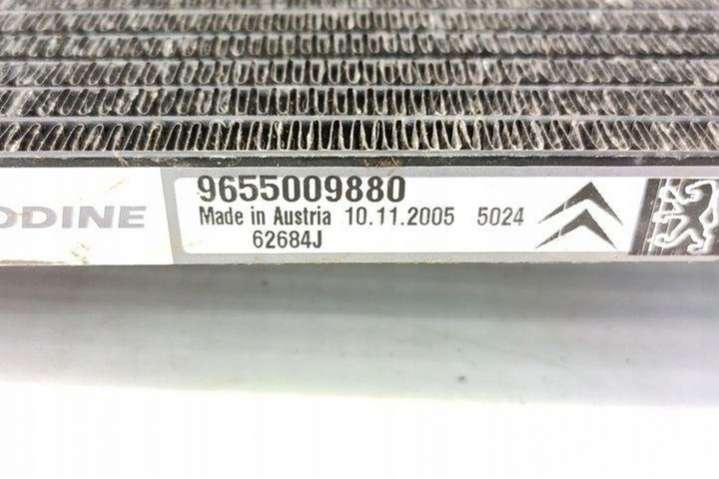 ODINE
9655009880
Made in Austria 10.11.2005 5024
62684J